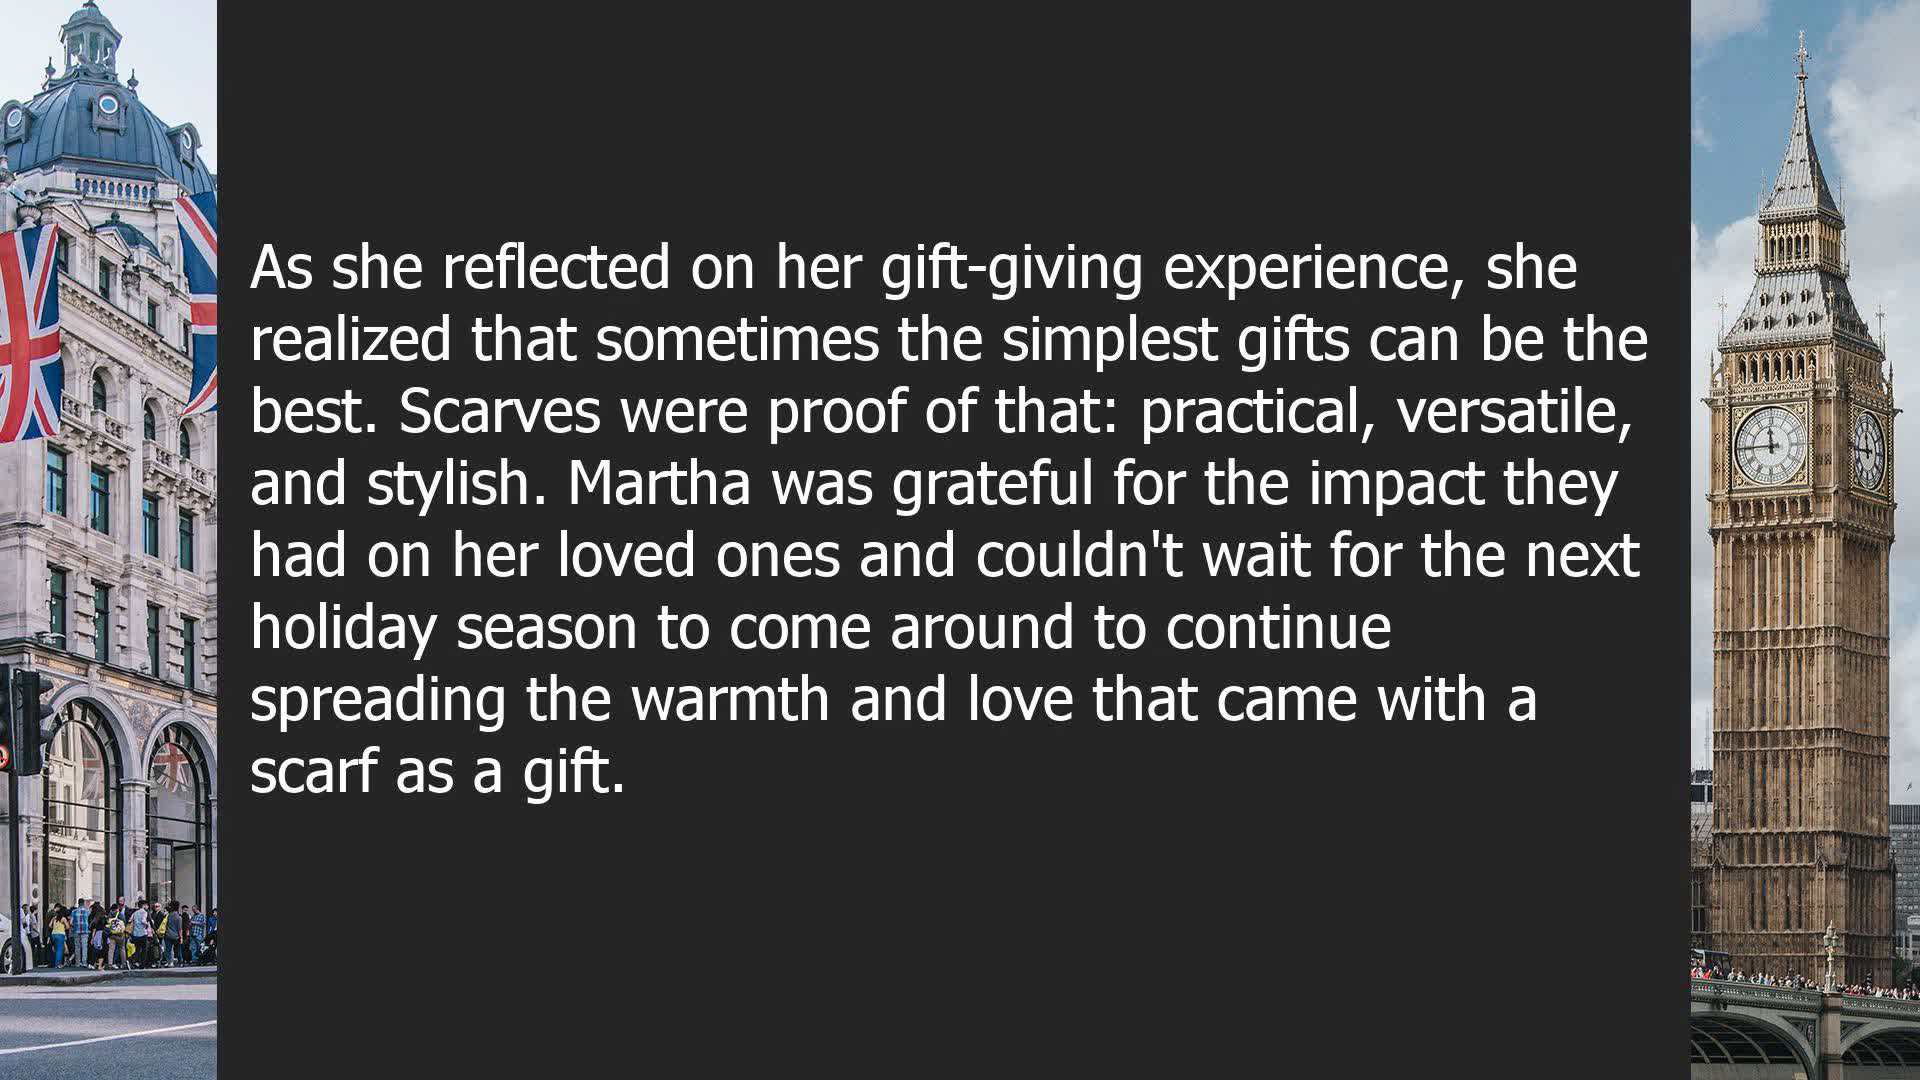 As she reflected on her gift-giving experience, she
realized that sometimes the simplest gifts can be the
best. Scarves were proof of that: practical, versatile,
and stylish. Martha was grateful for the impact they
had on her loved ones and couldn't wait for the next
holiday season to come around to continue
spreading the warmth and love that came with a
scarf as a gift.